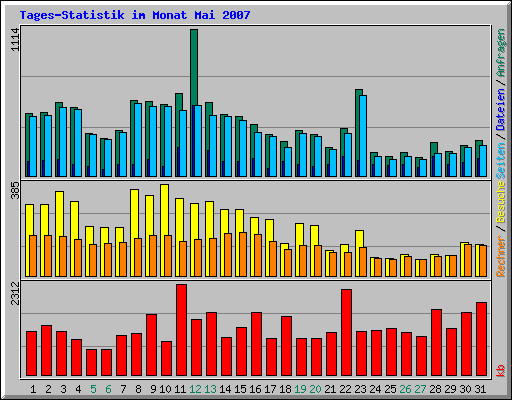 Tages-Statistik im Monat Mai 2007
1114
385
2312
Rechner / Besuche Seiten / Dateien / Anfragen
kb
1 2 3 4 5 6 7 8 9 10 11 12 13 14 15 16 17 18 19 20 21 22 23 24 25 26 27 28 29 30 31